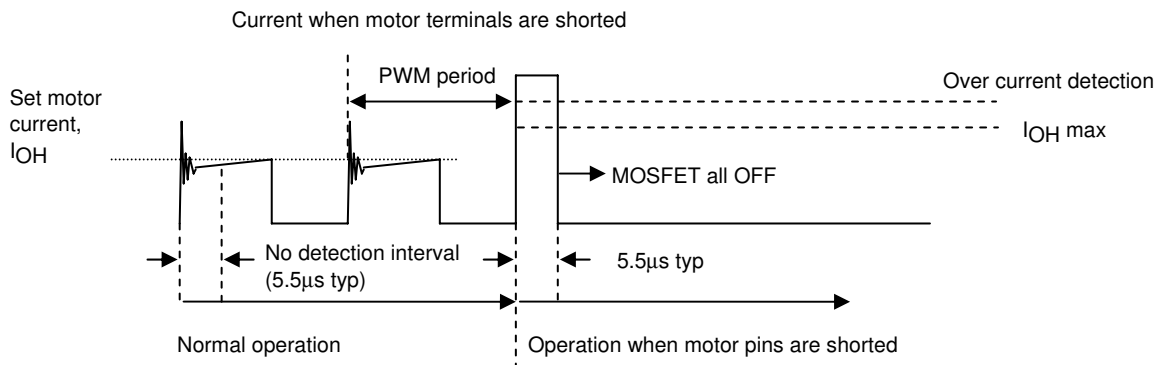 Current when motor terminals are shorted
PWM period
Over current detection
Set motor
current,
IOH
IOH max
MOSFET all OFF
No detection interval
(5.5μs typ)
5.5μs typ
Normal operation
Operation when motor pins are shorted